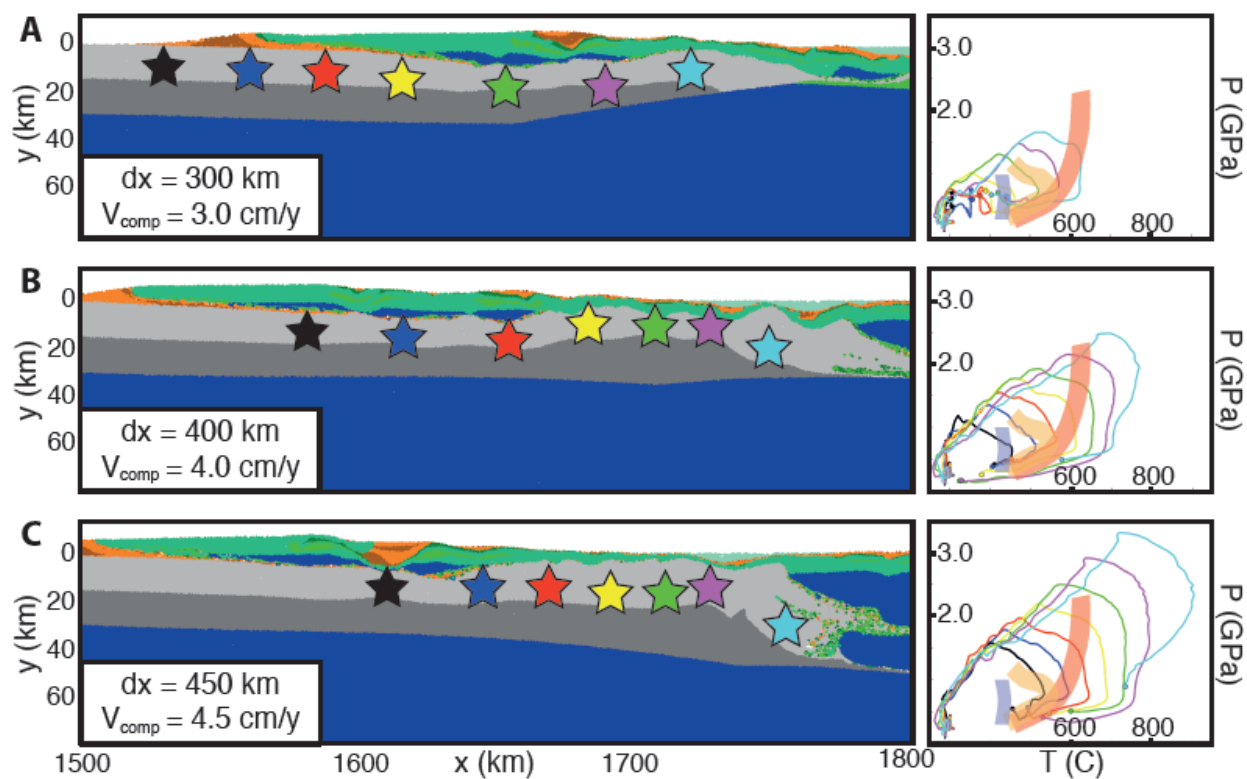 A
0
20
40
60
y (km)
dx = 300 km
Vcomp = 3.0 cm/y
3.0
2.0
600
800
P (GPa)
B
0
20
40
60
y (km)
dx = 400 km
Vcomp = 4.0 cm/y
3.0
2.0
600
800
P (GPa)
C
0
20
40
60
y (km)
dx = 450 km
Vcomp = 4.5 cm/y
3.0
2.0
600
800
P (GPa)
1500
1600
x (km)
1700
1800
T (C)